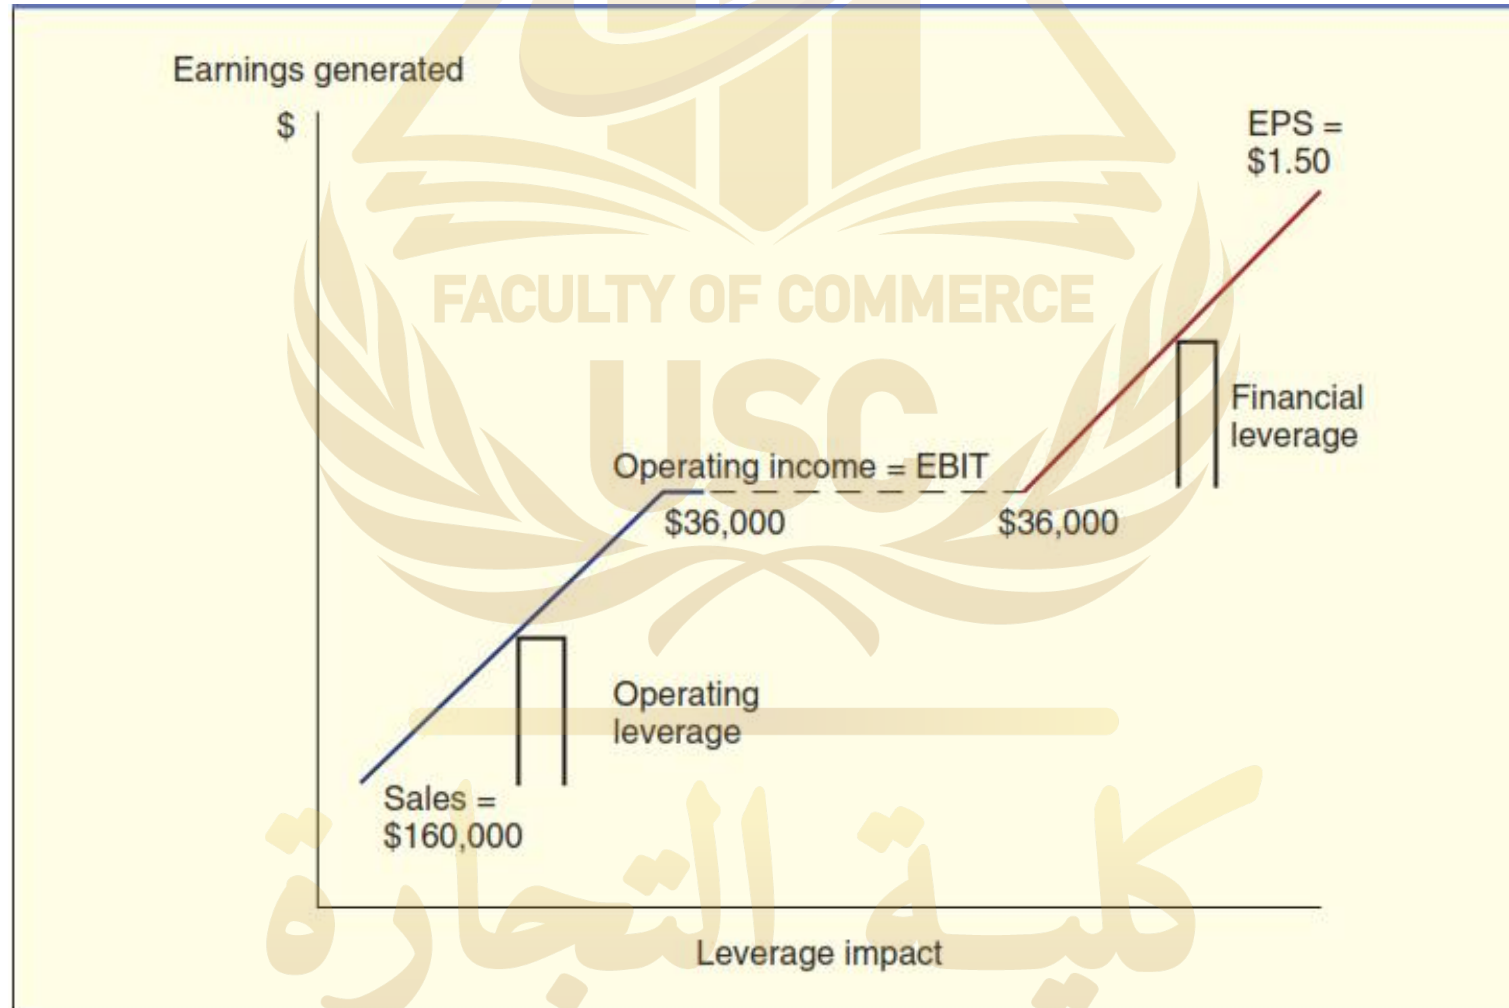 Earnings generated
$
EPS =
$1.50
FACULTY OF COMMERCE
USC
Financial
leverage
Operating income = EBIT
$36,000
$36,000
Operating
leverage
Sales =
$160,000
كلية التجارة
Leverage impact